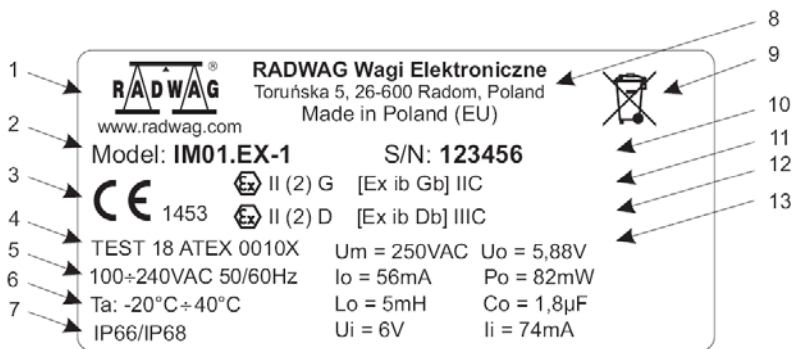 8
9
1
RADWAG®
RADWAG Wagi Elektroniczne
Toruńska 5, 26-600 Radom, Poland
Made in Poland (EU)
www.radwag.com
10
2
Model: IM01.EX-1 S/N: 123456
11
3
CE 1453
Ex II (2) G [Ex ib Gb] IIC
12
Ex II (2) D [Ex ib Db] IIIC
13
4
TEST 18 ATEX 0010X Um = 250VAC Uo = 5,88V
5
100÷240VAC 50/60Hz Io = 56mA Po = 82mW
6
Ta: -20°C÷40°C Lo = 5mH Co = 1,8µF
7
IP66/IP68 Ui = 6V Ii = 74mA